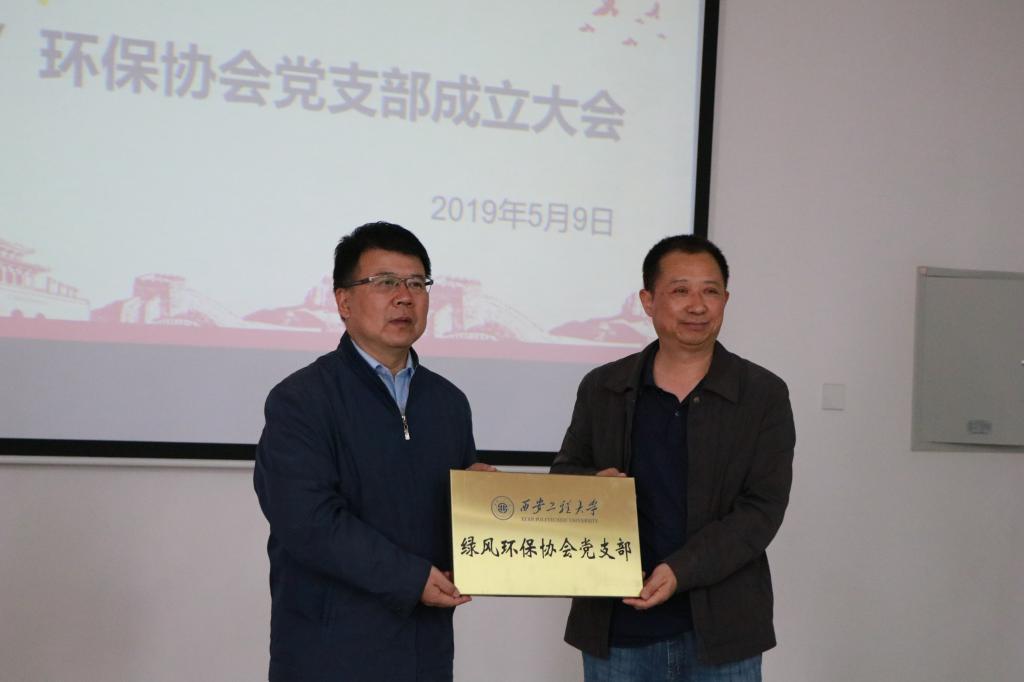 环保协会党支部成立大会
2019年5月9日
西安工程大学
XI'AN POLYTECHNIC UNIVERSITY
绿风环保协会党支部